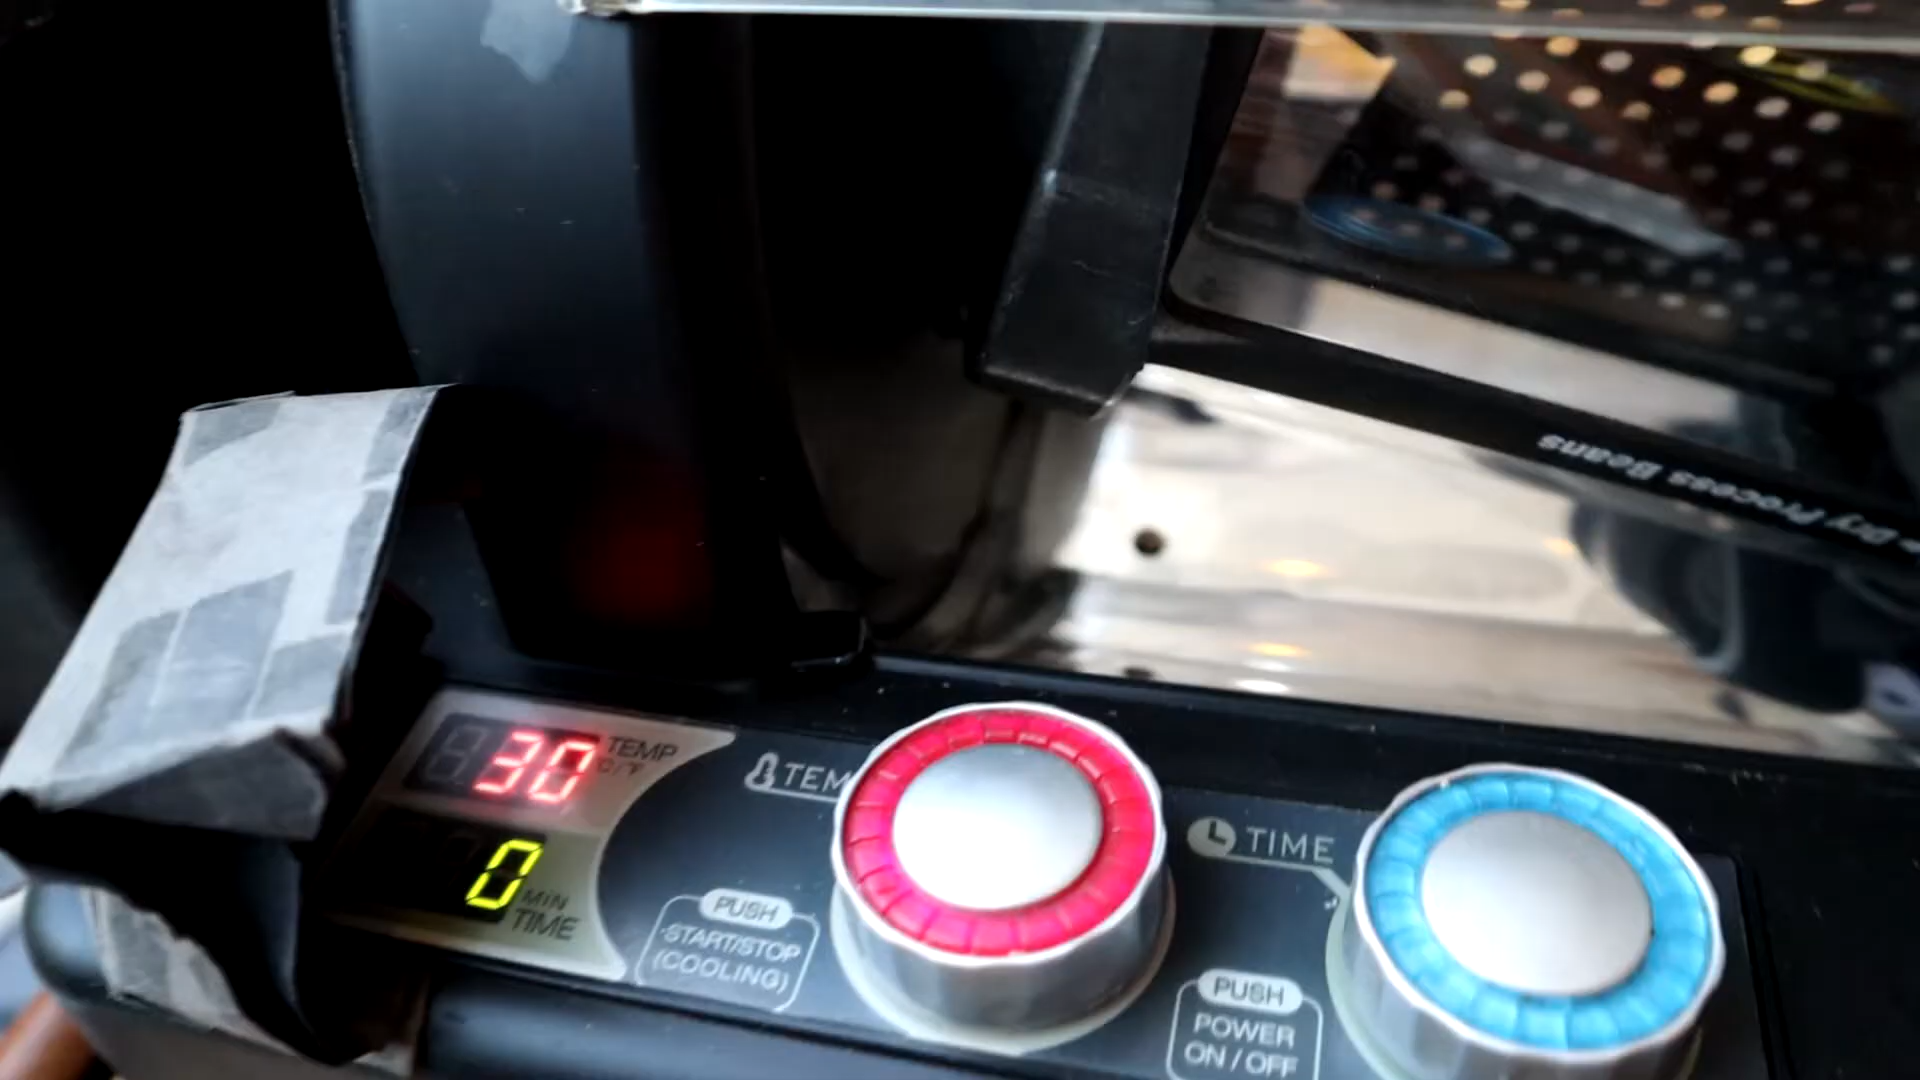 Dry Process Beans
30 TEMP
C/°F
TEM
0 MIN
TIME
TIME
PUSH
START/STOP
(COOLING)
PUSH
POWER
ON / OFF